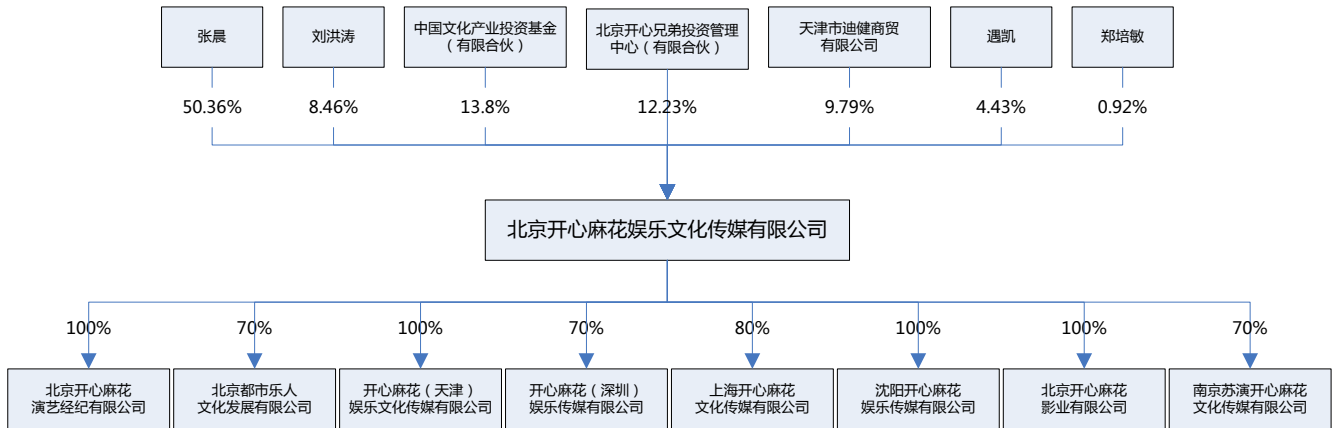 张晨
刘洪涛
中国文化产业投资基金
（有限合伙）
北京开心兄弟投资管理
中心（有限合伙）
天津市迪健商贸
有限公司
遇凯
郑培敏
50.36%
8.46%
13.8%
12.23%
9.79%
4.43%
0.92%
北京开心麻花娱乐文化传媒有限公司
100%
70%
100%
70%
80%
100%
100%
70%
北京开心麻花
演艺经纪有限公司
北京都市乐人
文化发展有限公司
开心麻花（天津）
娱乐文化传媒有限公司
开心麻花（深圳）
娱乐传媒有限公司
上海开心麻花
文化传媒有限公司
沈阳开心麻花
娱乐传媒有限公司
北京开心麻花
影业有限公司
南京苏演开心麻花
文化传媒有限公司